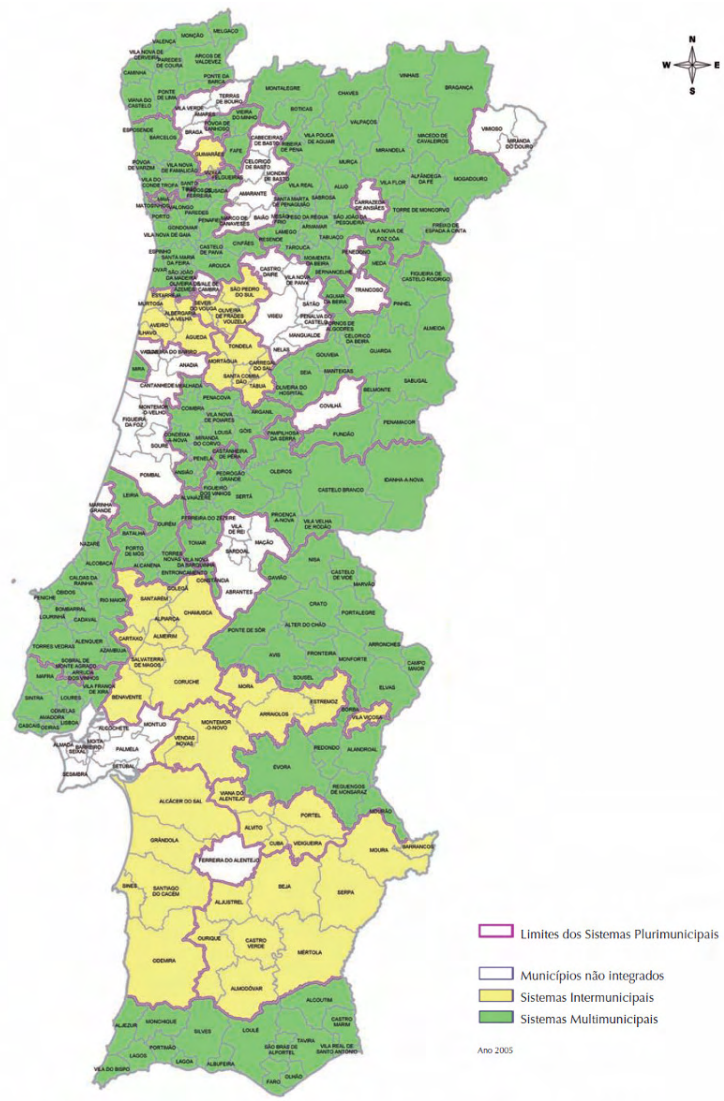 N
W
E
S
MELGAÇO
MONÇÃO
VALENÇA
VILA NOVA DE
CERVEIRA
PAREDES
DE COURA
ARCOS DE
VALDEVEZ
CAMINHA
PONTE DA
BARCA
PONTE
DE LIMA
VIANA DO
CASTELO
TERRAS
DE BOURO
VILA VERDE
AMARES
VIEIRA
DO MINHO
BRAGA
ESPOSENDE
BARCELOS
GUIMARÃES
FAFE
MONTALEGRE
CHAVES
VINHAIS
BRAGANÇA
BOTICAS
VALPAÇOS
VIMIOSO
MIRANDA
DO DOURO
CABECEIRAS
DE BASTO
RIBEIRA
DE PENA
VILA POUCA
DE AGUIAR
MACEDO DE
CAVALEIROS
MIRANDELA
CELORICO
DE BASTO
MONDIM
DE BASTO
MURÇA
PÓVOA
DE VARZIM
VILA NOVA
DE FAMALICÃO
VILA DO
CONDE
TROFA
AMARANTE
VILA REAL
ALIJÓ
VILA FLOR
ALFÂNDEGA
DA FÉ
MOGADOURO
SABROSA
SANTA MARTA
DE PENAGUIÃO
CARRAZEDA
DE ANSIÃES
TORRE DE MONCORVO
FREIXO DE
ESPADA A CINTA
MATOSINHOS
VALONGO
PAREDES
PENAFIEL
MARCO DE
CANAVESES
BAIÃO
PESO DA RÉGUA
SÃO JOÃO DA
PESQUEIRA
PORTO
GONDOMAR
VILA NOVA DE GAIA
CASTELO
DE PAIVA
CINFÃES
RESENDE
LAMEGO
ARMAMAR
TABUAÇO
VILA NOVA DE
FOZ CÔA
PENEDONO
MEDA
ESPINHO
SANTA MARIA
DA FEIRA
AROUCA
TAROUCA
MOIMENTA
DA BEIRA
SERNANCELHE
FIGUEIRA DE
CASTELO RODRIGO
OVAR
SÃO JOÃO
DA MADEIRA
CASTRO
DAIRE
VILA NOVA
DE PAIVA
TRANCOSO
PINHEL
SÃO PEDRO
DO SUL
SÁTÃO
AGUIAR
DA BEIRA
MURTOSA
ESTARREJA
SEVER
DO VOUGA
ALBERGARIA
-A-VELHA
OLIVEIRA
DE FRADES
VOUZELA
VISEU
PENALVA DO
CASTELO
FORNOS DE
ALGODRES
ALMEIDA
AVEIRO
ÍLHAVO
ÁGUEDA
TONDELA
MANGUALDE
NELAS
CELORICO
DA BEIRA
GOUVEIA
GUARDA
ANADIA
MORTÁGUA
CARREGAL
DO SAL
SANTA COMBA
DÃO
TÁBUA
SEIA
MANTEIGAS
OLIVEIRA DO
HOSPITAL
SABUGAL
MIRA
CANTANHEDE
MEALHADA
BELMONTE
COVILHÃ
PENACOVA
ARGANIL
MONTEMOR
-O-VELHO
COIMBRA
VILA NOVA
DE POIARES
FIGUEIRA
DA FOZ
CONDEIXA
-A-NOVA
LOUSÃ
GÓIS
MIRANDA
DO CORVO
PAMPILHOSA
DA SERRA
FUNDÃO
PENAMACOR
SOURE
PENELA
CASTANHEIRA
DE PÊRA
POMBAL
ANSIÃO
PEDROGÃO
GRANDE
OLEIROS
IDANHA-A-NOVA
FIGUEIRO
DOS VINHOS
ALVAIÁZERE
SERTÃ
CASTELO BRANCO
MARINHA
GRANDE
LEIRIA
OURÉM
FERREIRA DO ZÊZERE
PROENÇA
-A-NOVA
VILA VELHA
DE RÓDÃO
VILA
DE REI
MAÇÃO
SARDOAL
BATALHA
TOMAR
NAZARÉ
PORTO
DE MÓS
TORRES
NOVAS
VILA NOVA
DA BARQUINHA
ALCOBAÇA
ALCANENA
ENTRONCAMENTO
CONSTÂNCIA
ABRANTES
CALDAS DA
RAINHA
GOLEGÃ
GAVIÃO
NISA
CASTELO
DE VIDE
MARVÃO
ÓBIDOS
PENICHE
SANTARÉM
CHAMUSCA
CRATO
PORTALEGRE
BOMBARRAL
RIO MAIOR
ALPIARÇA
ALTER DO CHÃO
LOURINHÃ
CADAVAL
ALMEIRIM
PONTE DE SÔR
CARTAXO
ARRONCHES
TORRES VEDRAS
ALENQUER
AZAMBUJA
SALVATERRA
DE MAGOS
AVIS
FRONTEIRA
MONFORTE
CAMPO
MAIOR
SOBRAL DE
MONTE AGRAÇO
ARRUDA
DOS VINHOS
CORUCHE
SOUSEL
ELVAS
MAFRA
VILA FRANCA
DE XIRA
BENAVENTE
MORA
ESTREMOZ
SINTRA
LOURES
ARRAIOLOS
BORBA
VILA VIÇOSA
ODIVELAS
AMADORA
LISBOA
CASCAIS
OEIRAS
ALCOCHETE
MONTIJO
MONTEMOR
-O-NOVO
REDONDO
ALANDROAL
ALMADA
SEIXAL
MOITA
BARREIRO
PALMELA
VENDAS
NOVAS
ÉVORA
SETÚBAL
SESIMBRA
REGUENGOS
DE MONSARAZ
VIANA DO
ALENTEJO
MOURÃO
ALCÁCER DO SAL
PORTEL
ALVITO
CUBA
VIDIGUEIRA
MOURA
BARRANCOS
GRÂNDOLA
FERREIRA DO ALENTEJO
SINES
SANTIAGO
DO CACÉM
BEJA
SERPA
ALJUSTREL
OURIQUE
CASTRO
VERDE
MÉRTOLA
ODEMIRA
ALMODÔVAR
ALCOUTIM
ALJEZUR
MONCHIQUE
SILVES
LOULÉ
CASTRO
MARIM
PORTIMÃO
TAVIRA
LAGOS
SÃO BRAS DE
ALPORTEL
VILA REAL DE
SANTO ANTÓNIO
VILA DO BISPO
LAGOA
ALBUFEIRA
OLHÃO
FARO
Limites dos Sistemas Plurimunicipais
Municípios não integrados
Sistemas Intermunicipais
Sistemas Multimunicipais
Ano 2005